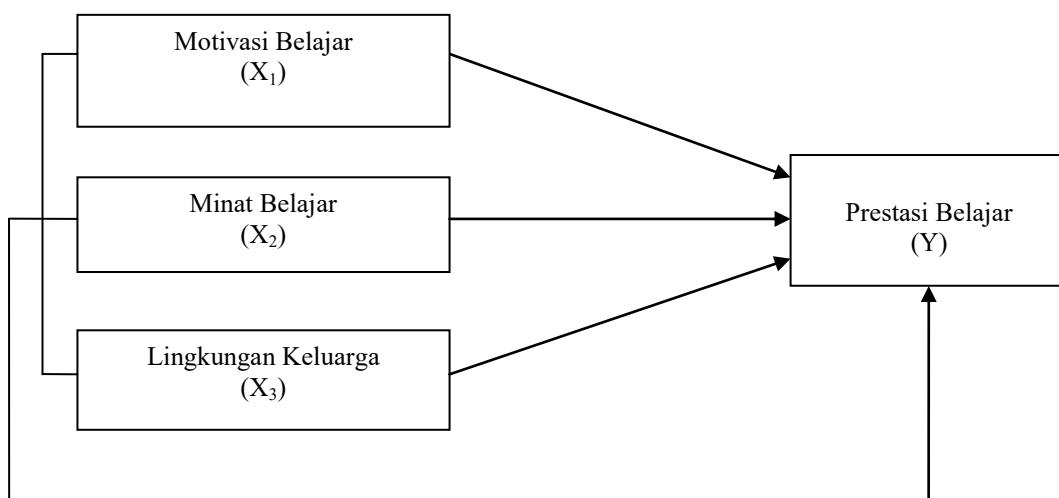 Motivasi Belajar
(X₁)
Minat Belajar
(X₂)
Lingkungan Keluarga
(X₃)
Prestasi Belajar
(Y)